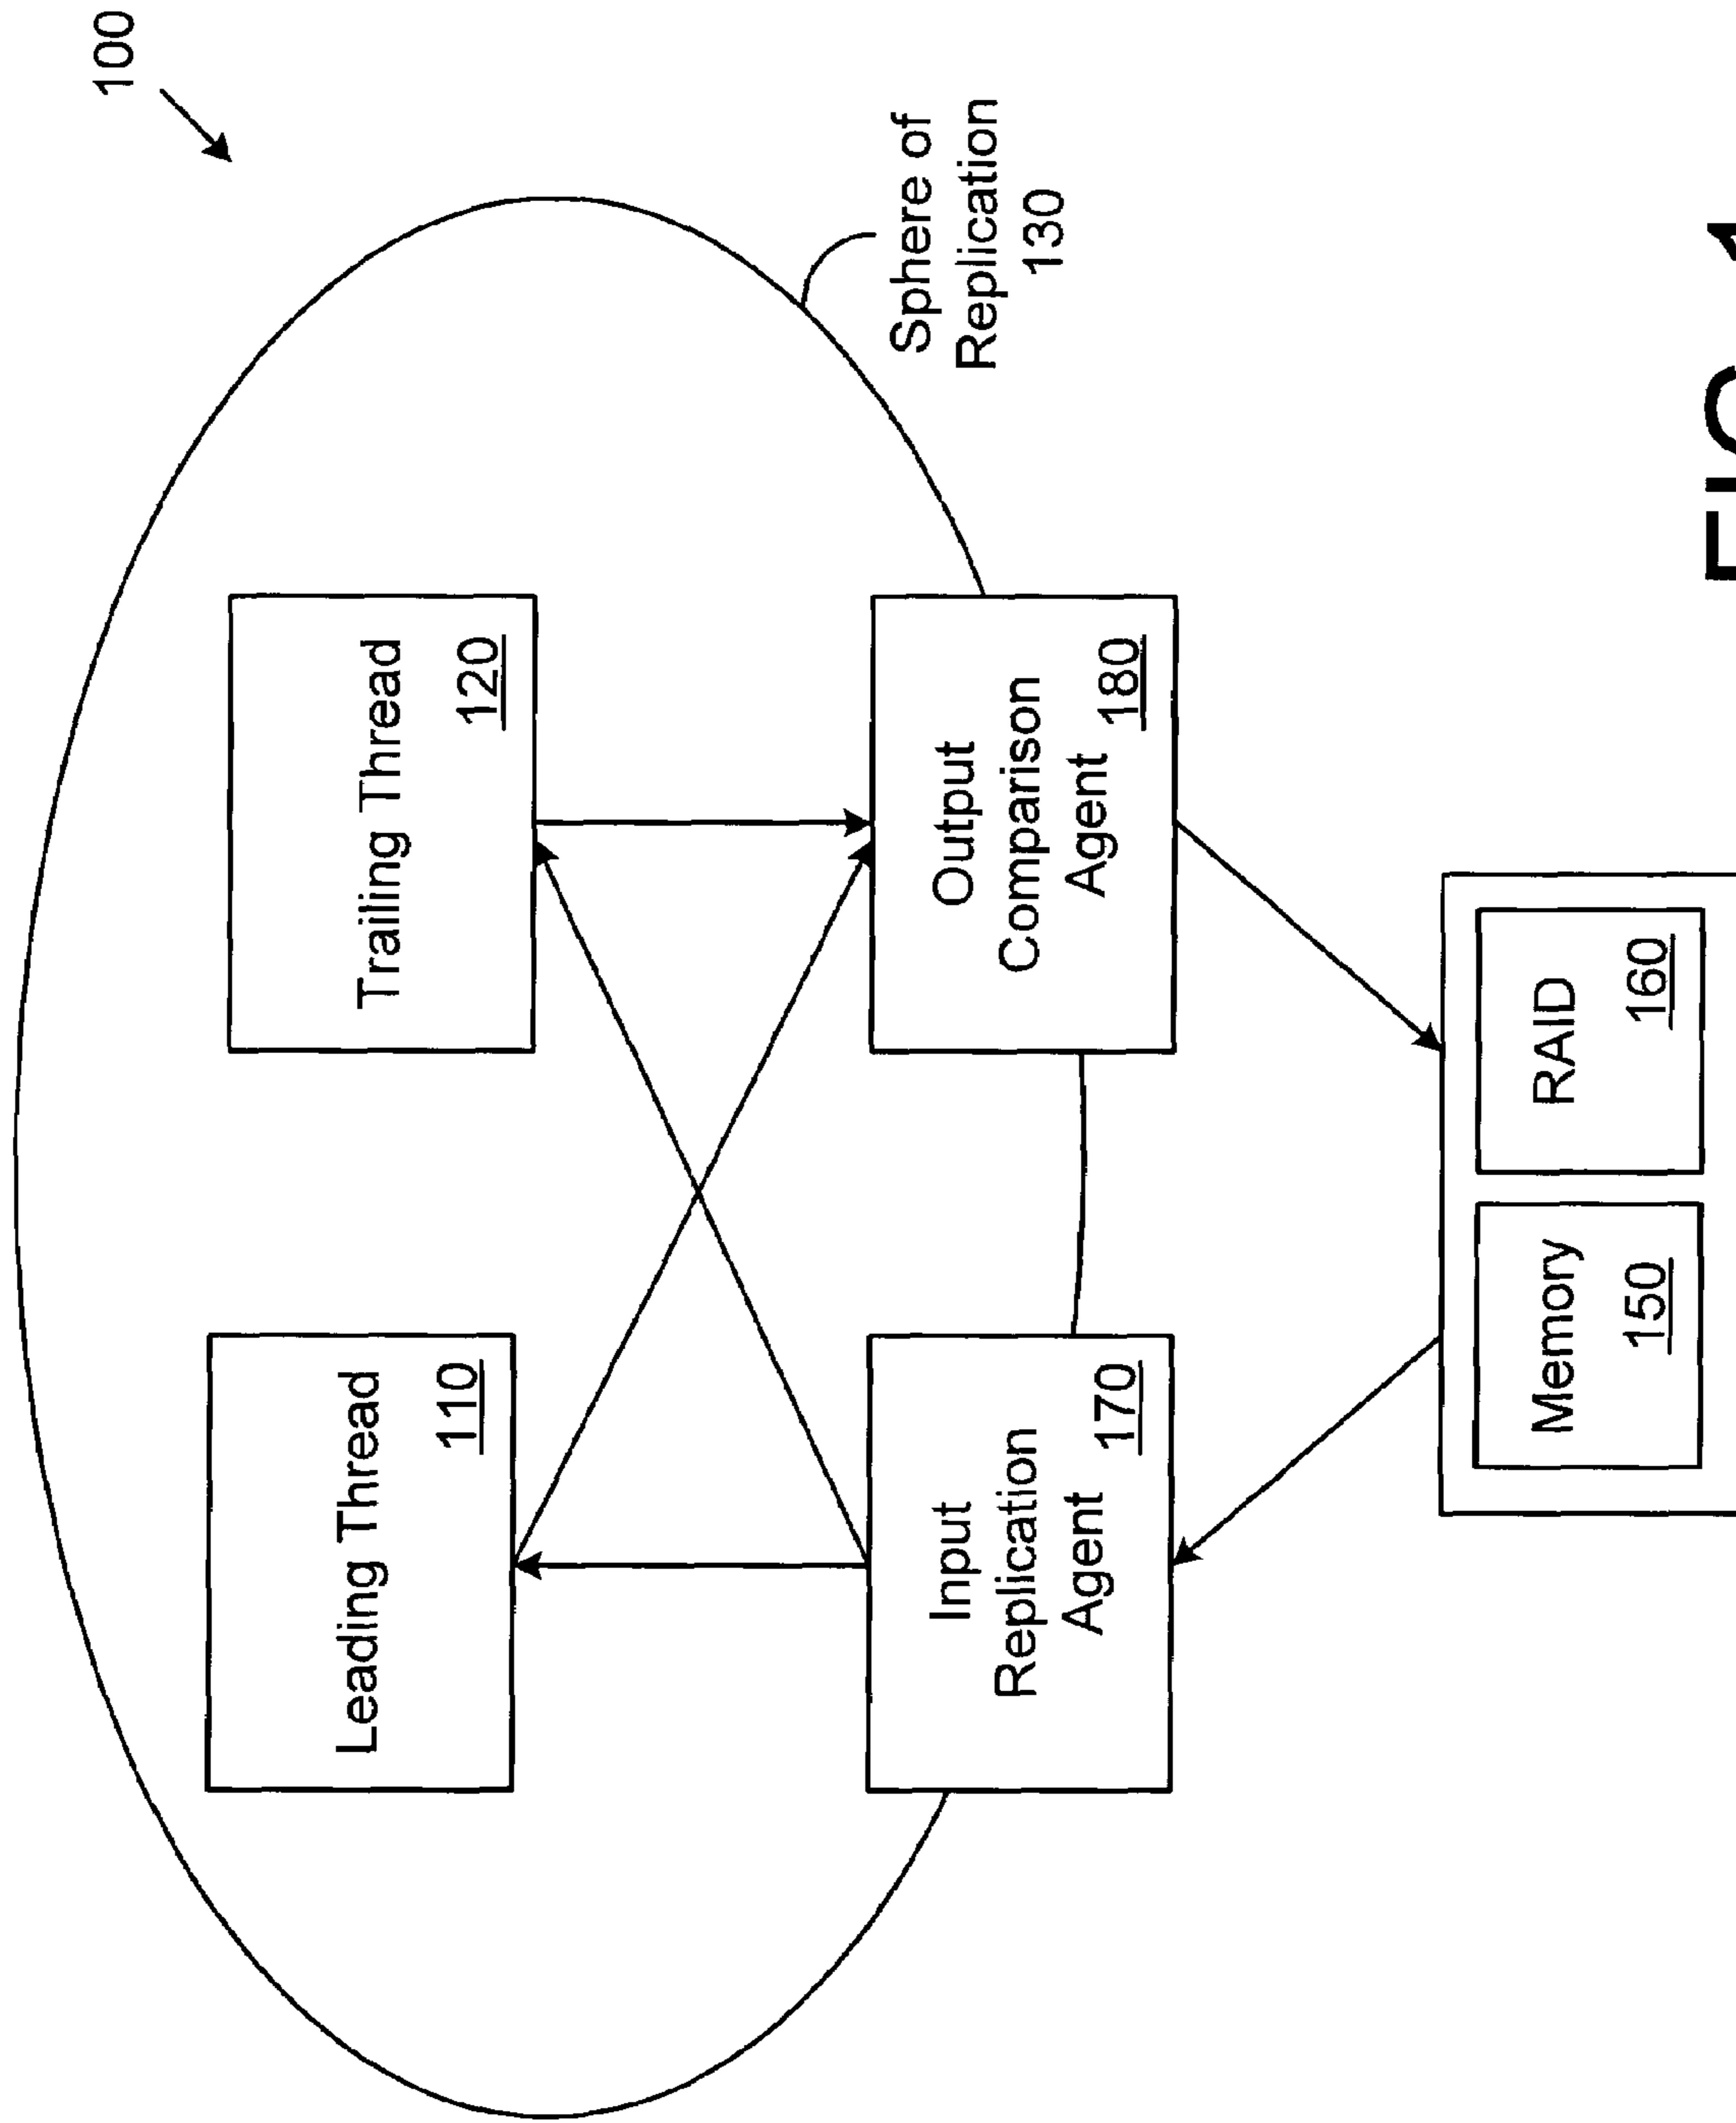 100
Leading Thread
110
Trailing Thread
120
Sphere of
Replication
130
Input
Replication
Agent
170
Output
Comparison
Agent
180
Memory
150
RAID
160